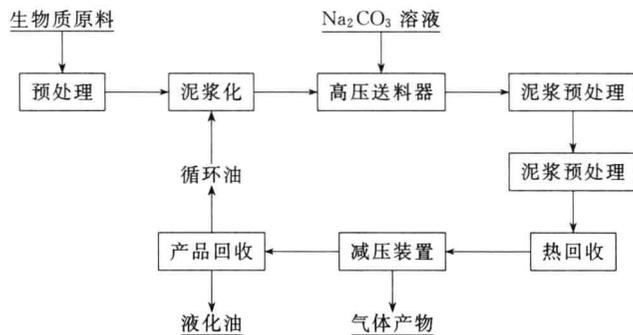 生物质原料
Na₂CO₃ 溶液
预处理
泥浆化
高压送料器
泥浆预处理
循环油
泥浆预处理
产品回收
减压装置
热回收
液化油
气体产物